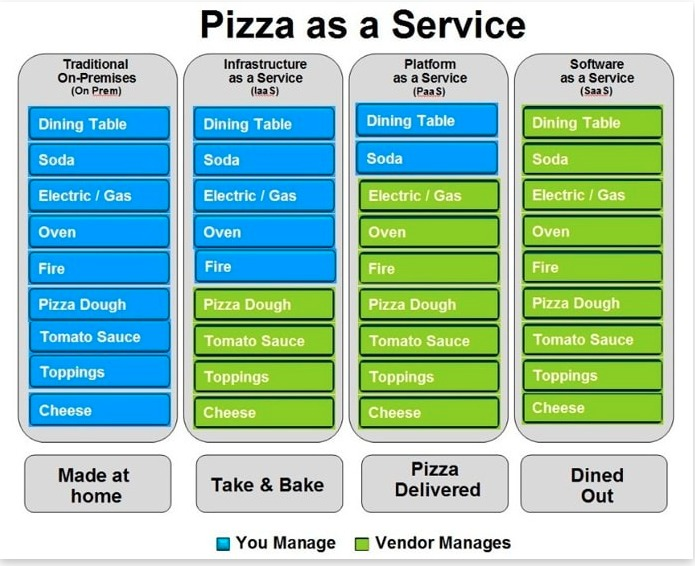 Pizza as a Service
Traditional
On-Premises
(On Prem)
Dining Table
Soda
Electric / Gas
Oven
Fire
Pizza Dough
Tomato Sauce
Toppings
Cheese
Made at
home
Infrastructure
as a Service
(IaaS)
Dining Table
Soda
Electric / Gas
Oven
Fire
Pizza Dough
Tomato Sauce
Toppings
Cheese
Take & Bake
Platform
as a Service
(PaaS)
Dining Table
Soda
Electric / Gas
Oven
Fire
Pizza Dough
Tomato Sauce
Toppings
Cheese
Pizza
Delivered
Software
as a Service
(SaaS)
Dining Table
Soda
Electric / Gas
Oven
Fire
Pizza Dough
Tomato Sauce
Toppings
Cheese
Dined
Out
You Manage
Vendor Manages